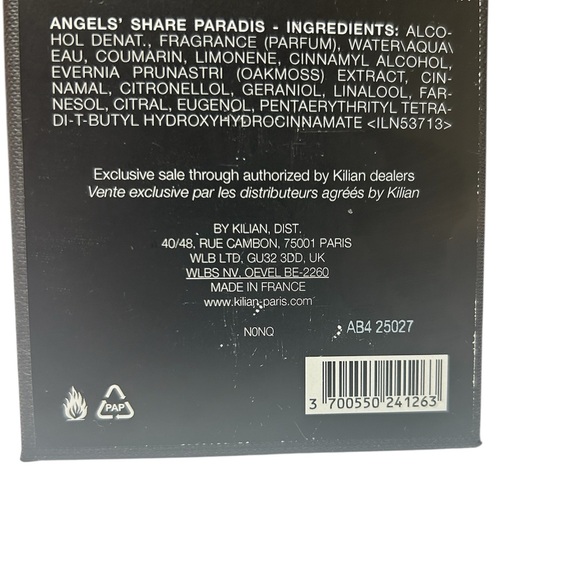 ANGELS' SHARE PARADIS - INGREDIENTS: ALCO-
HOL DENAT., FRAGRANCE (PARFUM), WATER\AQUA\
EAU, COUMARIN, LIMONENE, CINNAMYL ALCOHOL,
EVERNIA PRUNASTRI (OAKMOSS) EXTRACT, CIN-
NAMAL, CITRONELLOL, GERANIOL, LINALOOL, FAR-
NESOL, CITRAL, EUGENOL, PENTAERYTHRITYL TETRA-
DI-T-BUTYL HYDROXYHYDROCINNAMATE <ILN53713>
Exclusive sale through authorized by Kilian dealers
Vente exclusive par les distributeurs agréés by Kilian
BY KILIAN, DIST.
40/48, RUE CAMBON, 75001 PARIS
WLB LTD, GU32 3DD, UK
WLBS NV, OEVEL BE-2260
MADE IN FRANCE
www.kilian-paris.com
N0NQ
AB4 25027
PAP
3 700550 241263